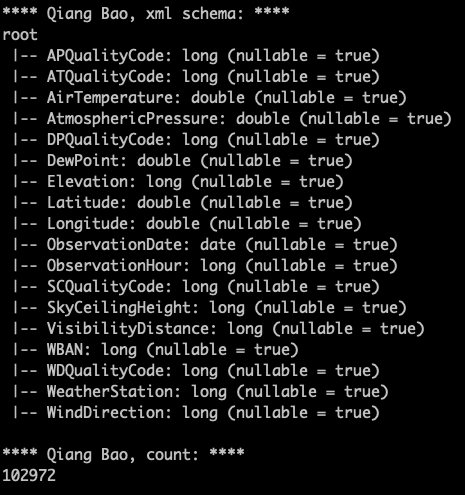 **** Qiang Bao, xml schema: ****
root
|-- APQualityCode: long (nullable = true)
|-- ATQualityCode: long (nullable = true)
|-- AirTemperature: double (nullable = true)
|-- AtmosphericPressure: double (nullable = true)
|-- DPQualityCode: long (nullable = true)
|-- DewPoint: double (nullable = true)
|-- Elevation: long (nullable = true)
|-- Latitude: double (nullable = true)
|-- Longitude: double (nullable = true)
|-- ObservationDate: date (nullable = true)
|-- ObservationHour: long (nullable = true)
|-- SCQualityCode: long (nullable = true)
|-- SkyCeilingHeight: long (nullable = true)
|-- VisibilityDistance: long (nullable = true)
|-- WBAN: long (nullable = true)
|-- WDQualityCode: long (nullable = true)
|-- WeatherStation: long (nullable = true)
|-- WindDirection: long (nullable = true)
**** Qiang Bao, count: ****
102972